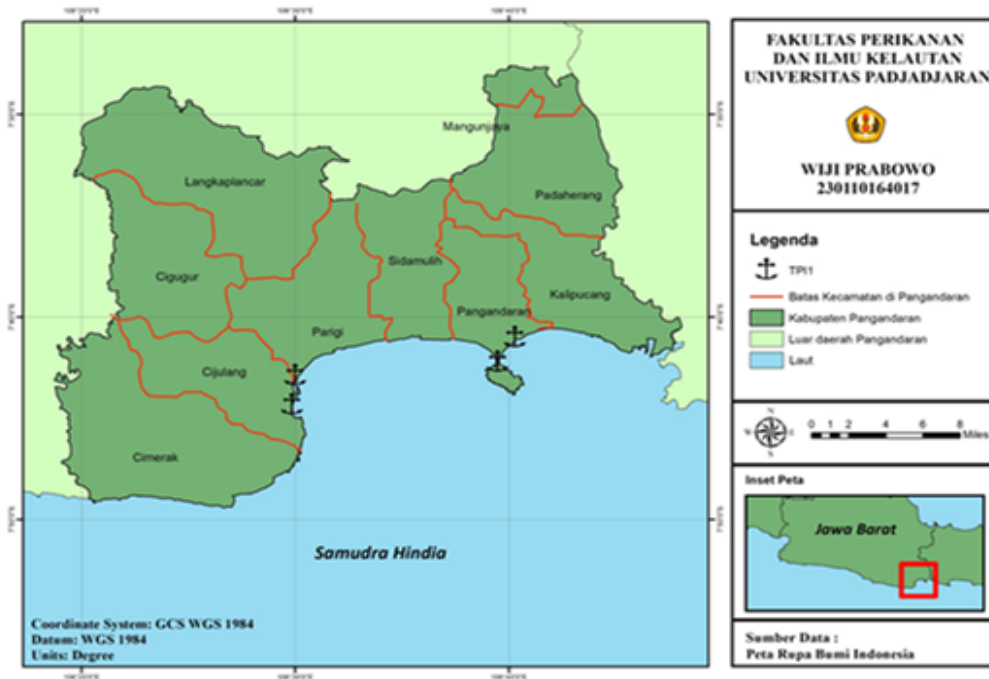 Mangunjaya
Langkaplancar
Padaherang
Sidamulih
Cigugur
Kalipucang
Pangandaran
Parigi
Cijulang
Cimerak
Samudra Hindia
Coordinate System: GCS WGS 1984
Datum: WGS 1984
Units: Degree
FAKULTAS PERIKANAN
DAN ILMU KELAUTAN
UNIVERSITAS PADJADJARAN
WIJI PRABOWO
230110164017
Legenda
TPI1
Batas Kecamatan di Pangandaran
Kabupaten Pangandaran
Luar daerah Pangandaran
Laut
0 1 2 4 6 8
Miles
Inset Peta
Jawa Barat
Sumber Data :
Peta Rupa Bumi Indonesia